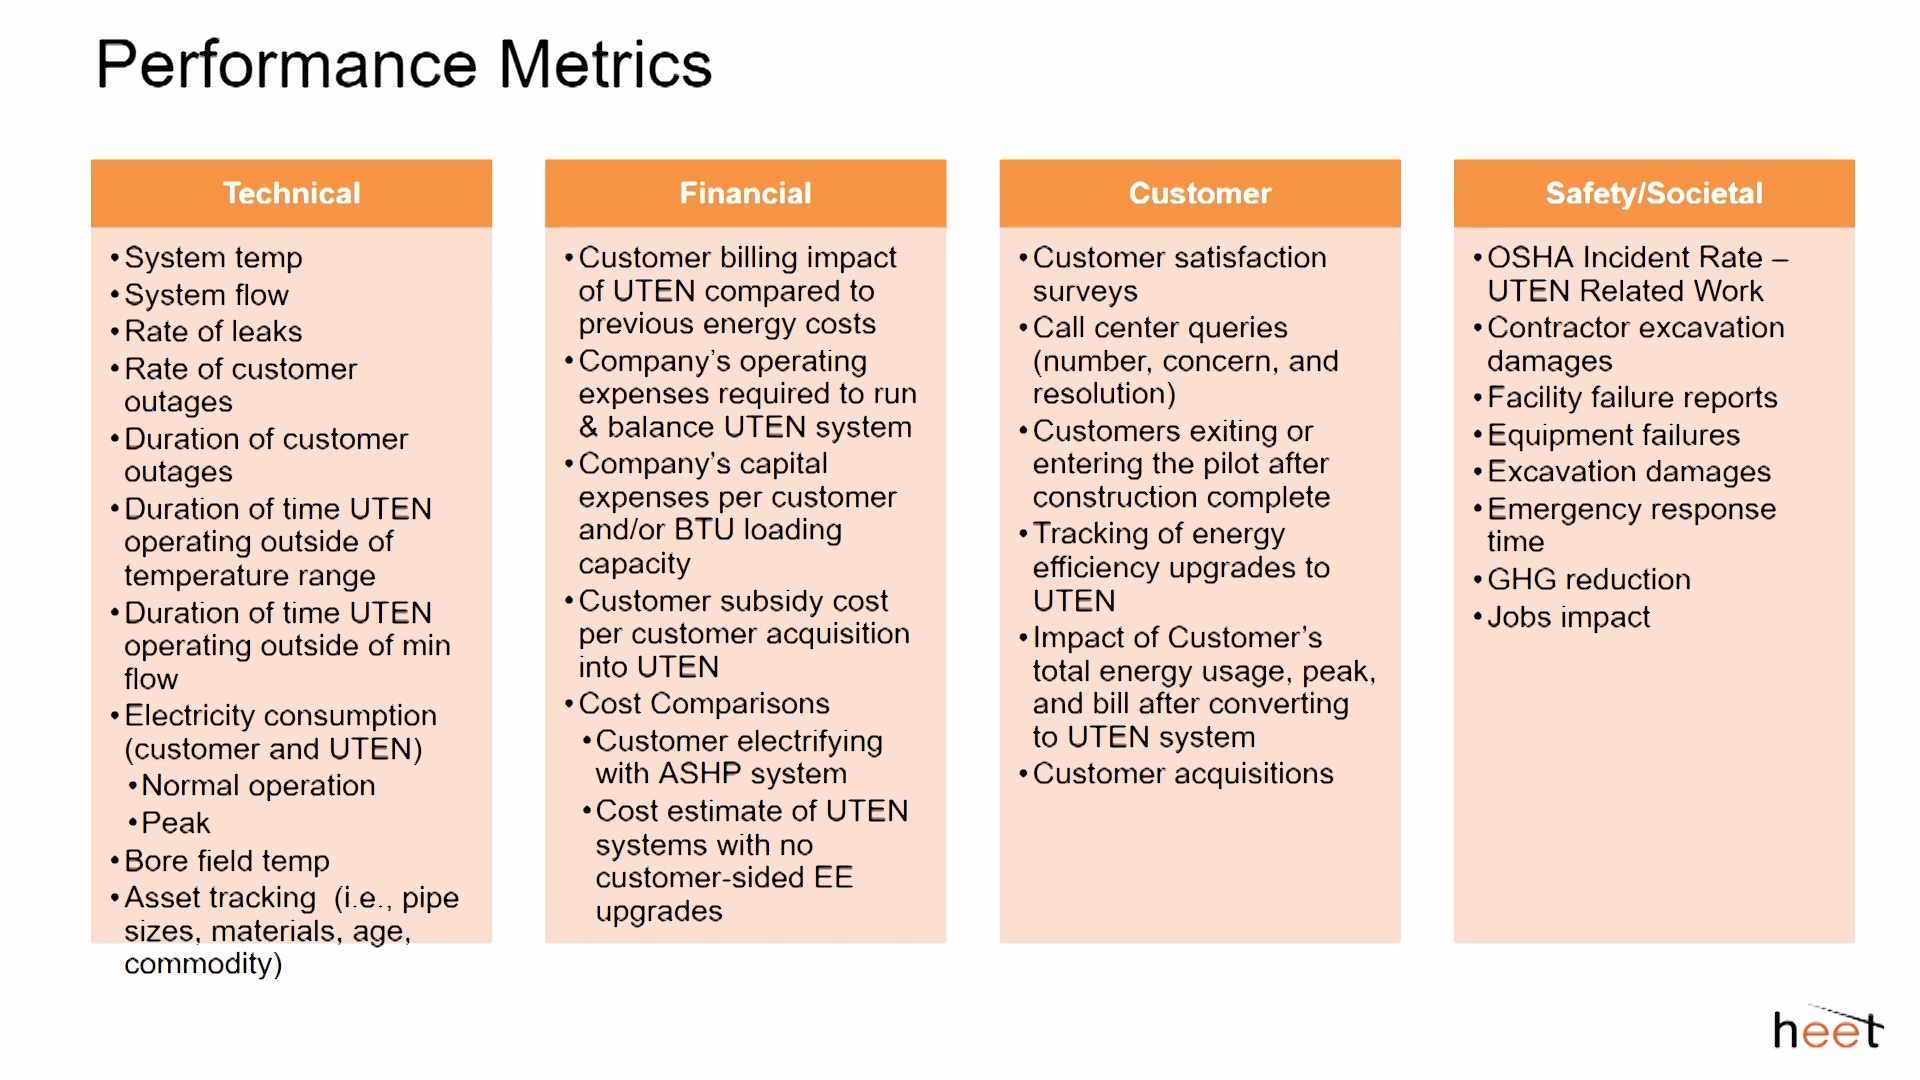 Performance Metrics
Technical
•System temp
•System flow
•Rate of leaks
•Rate of customer
outages
•Duration of customer
outages
•Duration of time UTEN
operating outside of
temperature range
•Duration of time UTEN
operating outside of min
flow
•Electricity consumption
(customer and UTEN)
•Normal operation
•Peak
•Bore field temp
•Asset tracking (i.e., pipe
sizes, materials, age,
commodity)
Financial
•Customer billing impact
of UTEN compared to
previous energy costs
•Company’s operating
expenses required to run
& balance UTEN system
•Company’s capital
expenses per customer
and/or BTU loading
capacity
•Customer subsidy cost
per customer acquisition
into UTEN
•Cost Comparisons
•Customer electrifying
with ASHP system
•Cost estimate of UTEN
systems with no
customer-sided EE
upgrades
Customer
•Customer satisfaction
surveys
•Call center queries
(number, concern, and
resolution)
•Customers exiting or
entering the pilot after
construction complete
•Tracking of energy
efficiency upgrades to
UTEN
•Impact of Customer’s
total energy usage, peak,
and bill after converting
to UTEN system
•Customer acquisitions
Safety/Societal
•OSHA Incident Rate –
UTEN Related Work
•Contractor excavation
damages
•Facility failure reports
•Equipment failures
•Excavation damages
•Emergency response
time
•GHG reduction
•Jobs impact
heet